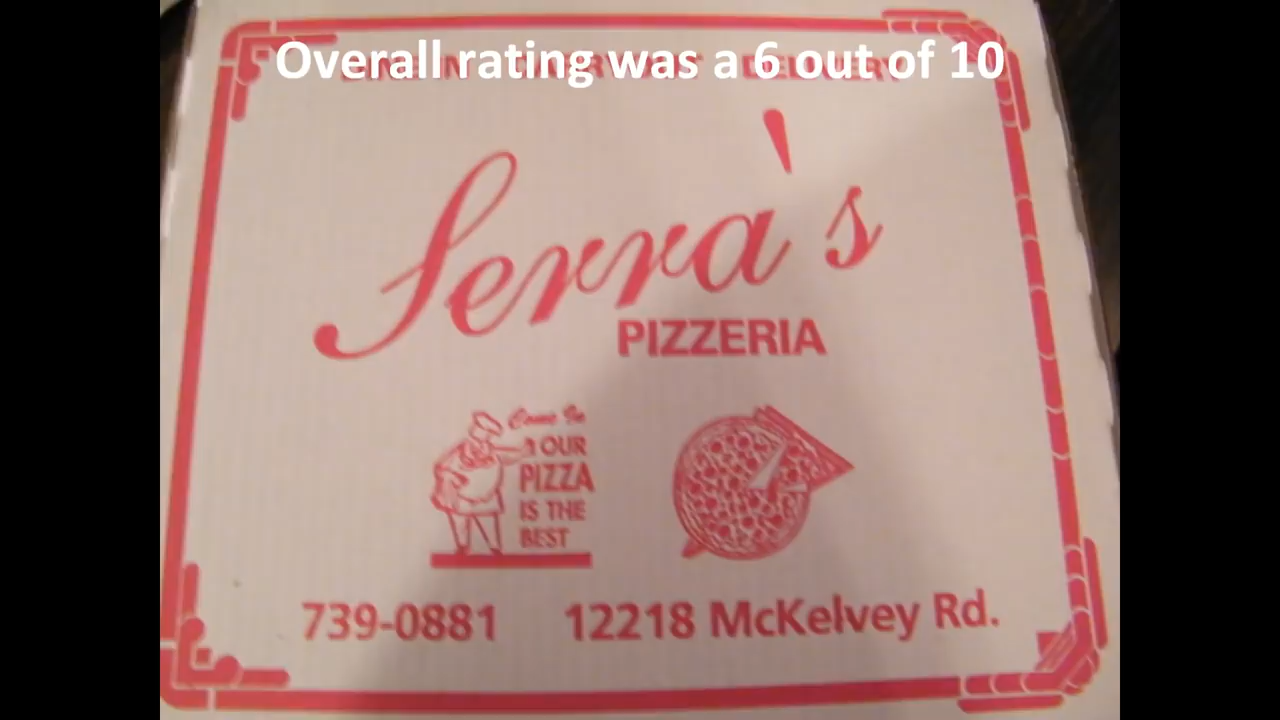 Overall rating was a 6 out of 10
Serra's
PIZZERIA
Come In
OUR
PIZZA
IS THE
BEST
739-0881 12218 McKelvey Rd.